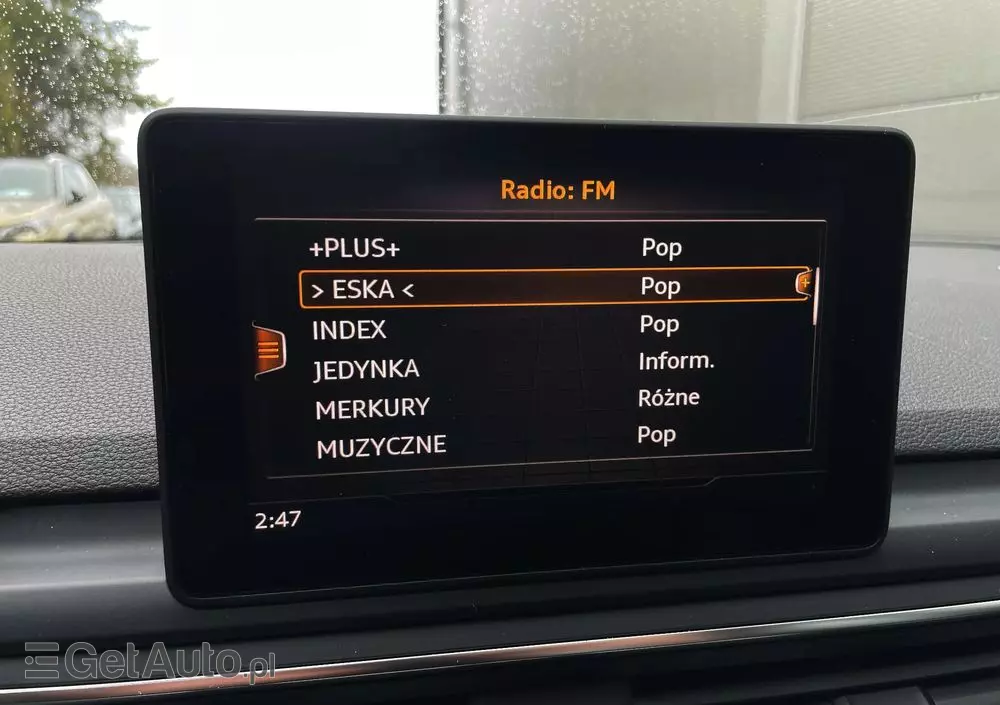 Radio: FM
+PLUS+ Pop
> ESKA < Pop
INDEX Pop
JEDYNKA Inform.
MERKURY Różne
MUZYCZNE Pop
2:47
GetAuto.pl